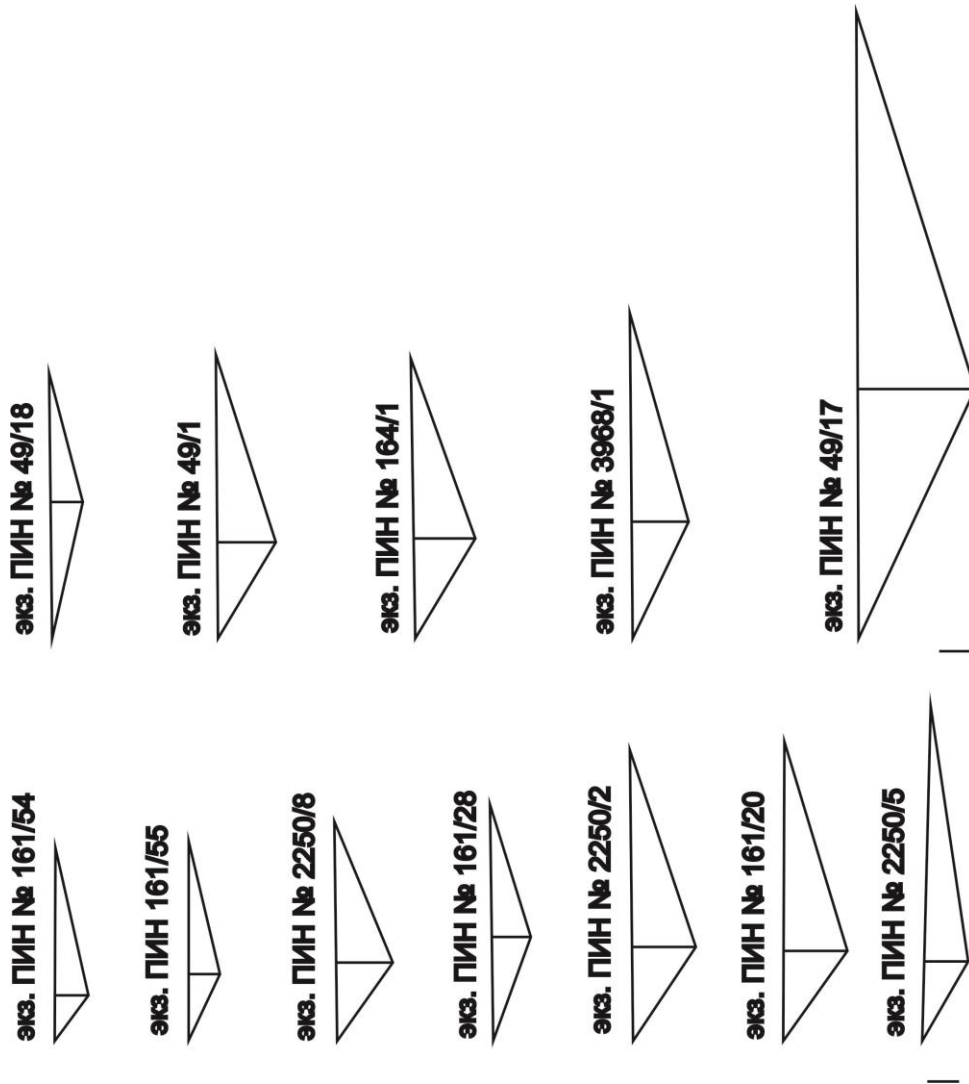 экз. ПИН № 161/54
экз. ПИН 161/55
экз. ПИН № 2250/8
экз. ПИН № 161/28
экз. ПИН № 2250/2
экз. ПИН № 161/20
экз. ПИН № 2250/5
экз. ПИН № 49/18
экз. ПИН № 49/1
экз. ПИН № 164/1
экз. ПИН № 3968/1
экз. ПИН № 49/17